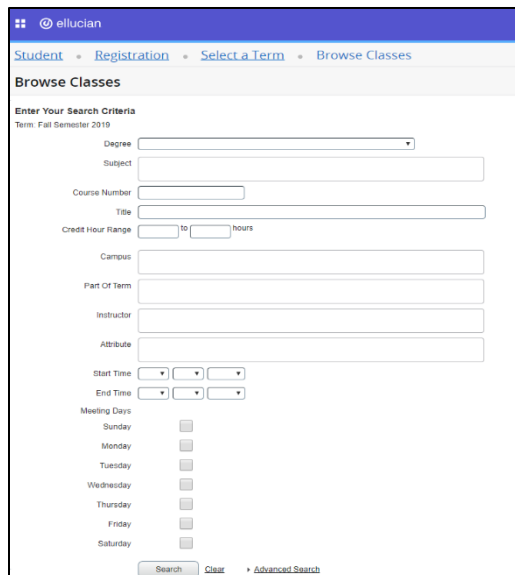 ellucian
Student • Registration • Select a Term • Browse Classes
Browse Classes
Enter Your Search Criteria
Term: Fall Semester 2019
Degree
Subject
Course Number
Title
Credit Hour Range to hours
Campus
Part Of Term
Instructor
Attribute
Start Time
End Time
Meeting Days
Sunday
Monday
Tuesday
Wednesday
Thursday
Friday
Saturday
Search Clear Advanced Search